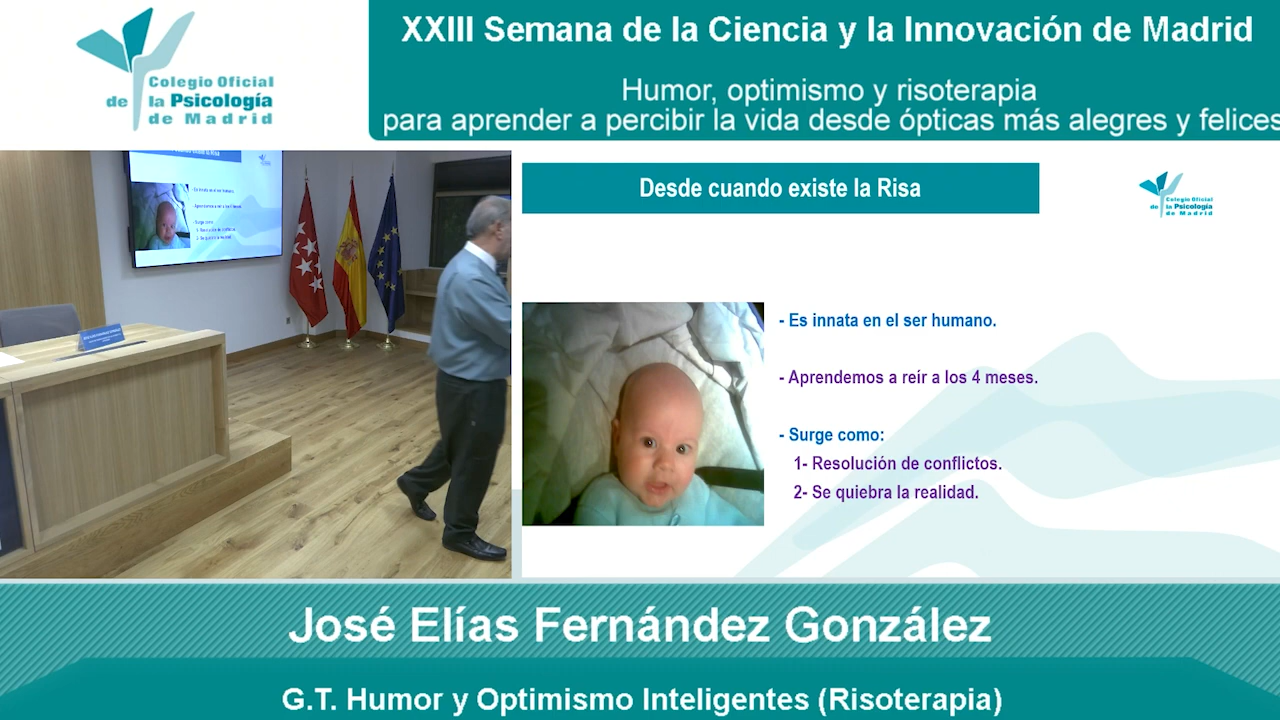 Colegio Oficial
de la Psicología
de Madrid
XXIII Semana de la Ciencia y la Innovación de Madrid
Humor, optimismo y risoterapia
para aprender a percibir la vida desde ópticas más alegres y felices
Desde cuando existe la Risa
Colegio Oficial
de la Psicología
de Madrid
- Es innata en el ser humano.
- Aprendemos a reír a los 4 meses.
- Surge como:
1- Resolución de conflictos.
2- Se quiebra la realidad.
José Elías Fernández González
G.T. Humor y Optimismo Inteligentes (Risoterapia)